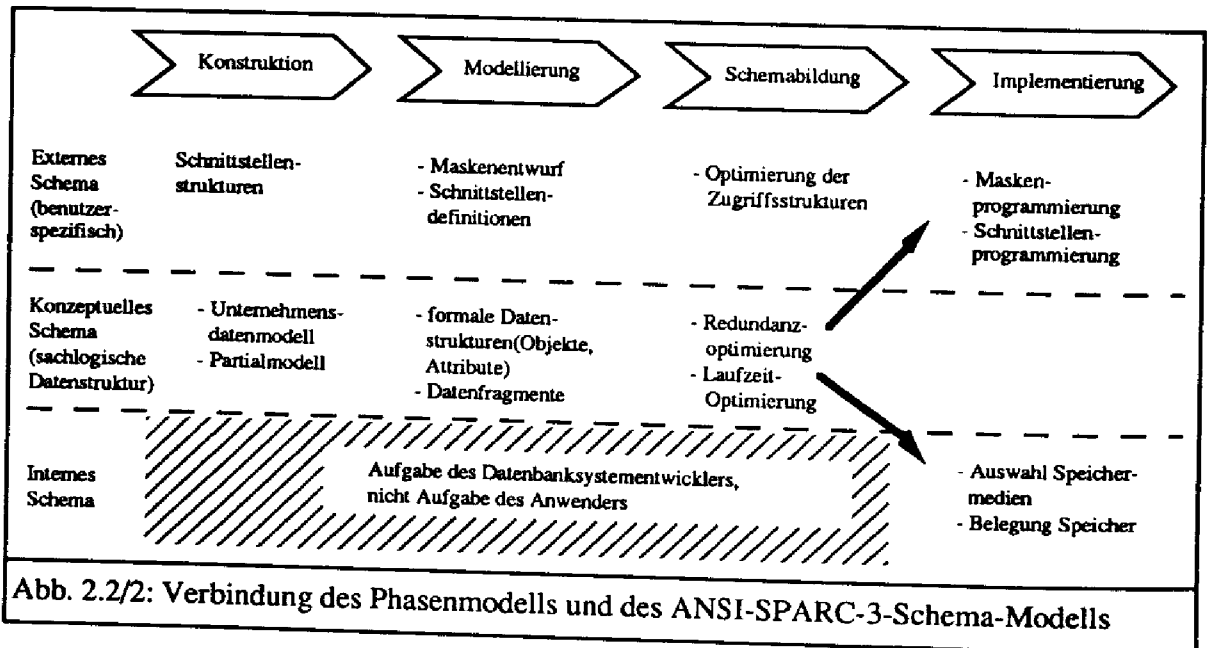 Konstruktion
Modellierung
Schemabildung
Implementierung
Externes
Schema
(benutzer-
spezifisch)
Schnittstellen-
strukturen
- Maskenentwurf
- Schnittstellen-
definitionen
- Optimierung der
Zugriffsstrukturen
- Masken-
programmierung
- Schnittstellen-
programmierung
Konzeptuelles
Schema
(sachlogische
Datenstruktur)
- Unternehmens-
datenmodell
- Partialmodell
- formale Daten-
strukturen(Objekte,
Attribute)
- Datenfragmente
- Redundanz-
optimierung
- Laufzeit-
Optimierung
Internes
Schema
Aufgabe des Datenbanksystementwicklers,
nicht Aufgabe des Anwenders
- Auswahl Speicher-
medien
- Belegung Speicher
Abb. 2.2/2: Verbindung des Phasenmodells und des ANSI-SPARC-3-Schema-Modells